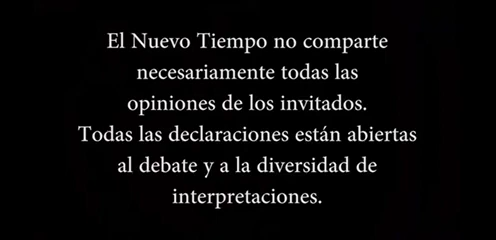 El Nuevo Tiempo no comparte
necesariamente todas las
opiniones de los invitados.
Todas las declaraciones están abiertas
al debate y a la diversidad de
interpretaciones.